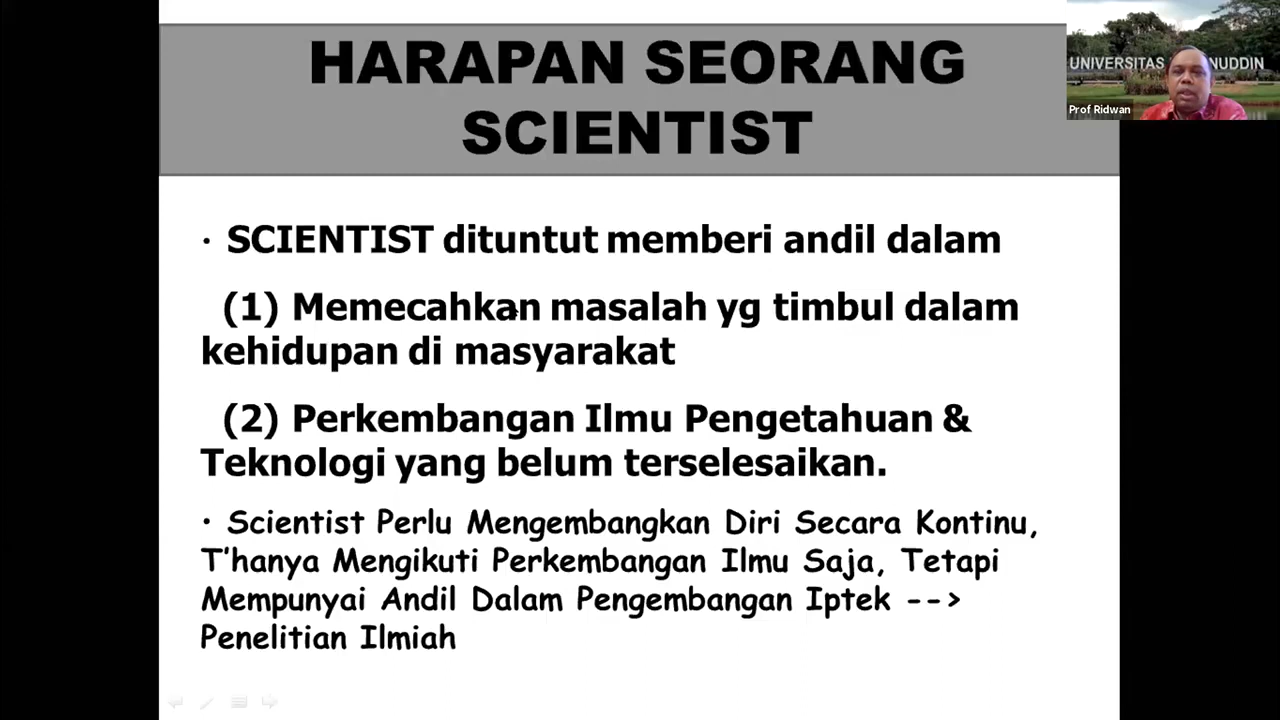 HARAPAN SEORANG
SCIENTIST
UNIVERSITAS NUDDIN
Prof Ridwan
· SCIENTIST dituntut memberi andil dalam
(1) Memecahkan masalah yg timbul dalam
kehidupan di masyarakat
(2) Perkembangan Ilmu Pengetahuan &
Teknologi yang belum terselesaikan.
· Scientist Perlu Mengembangkan Diri Secara Kontinu,
T'hanya Mengikuti Perkembangan Ilmu Saja, Tetapi
Mempunyai Andil Dalam Pengembangan Iptek -->
Penelitian Ilmiah